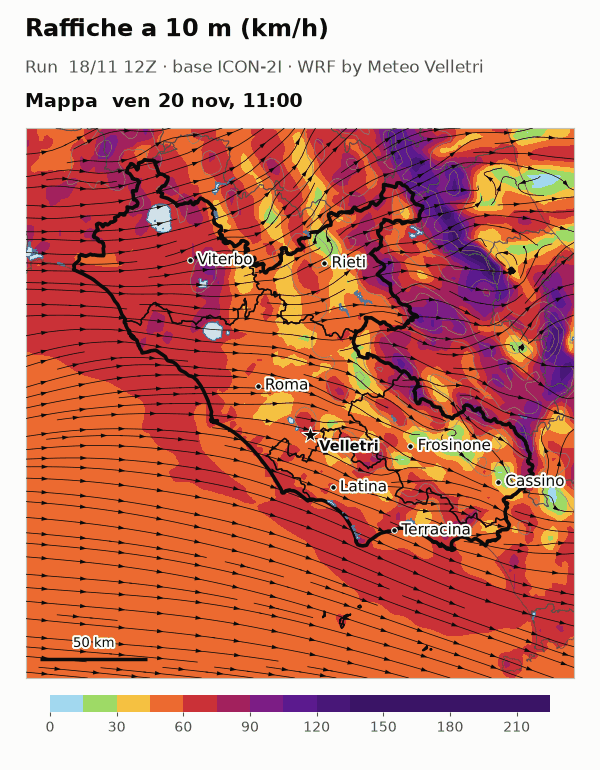 Raffiche a 10 m (km/h)
Run  18/11 12Z · base ICON-2I · WRF by Meteo Velletri
Mappa  ven 20 nov, 11:00
Viterbo
Rieti
Roma
Velletri
Frosinone
Cassino
Latina
Terracina
50 km
0 30 60 90 120 150 180 210